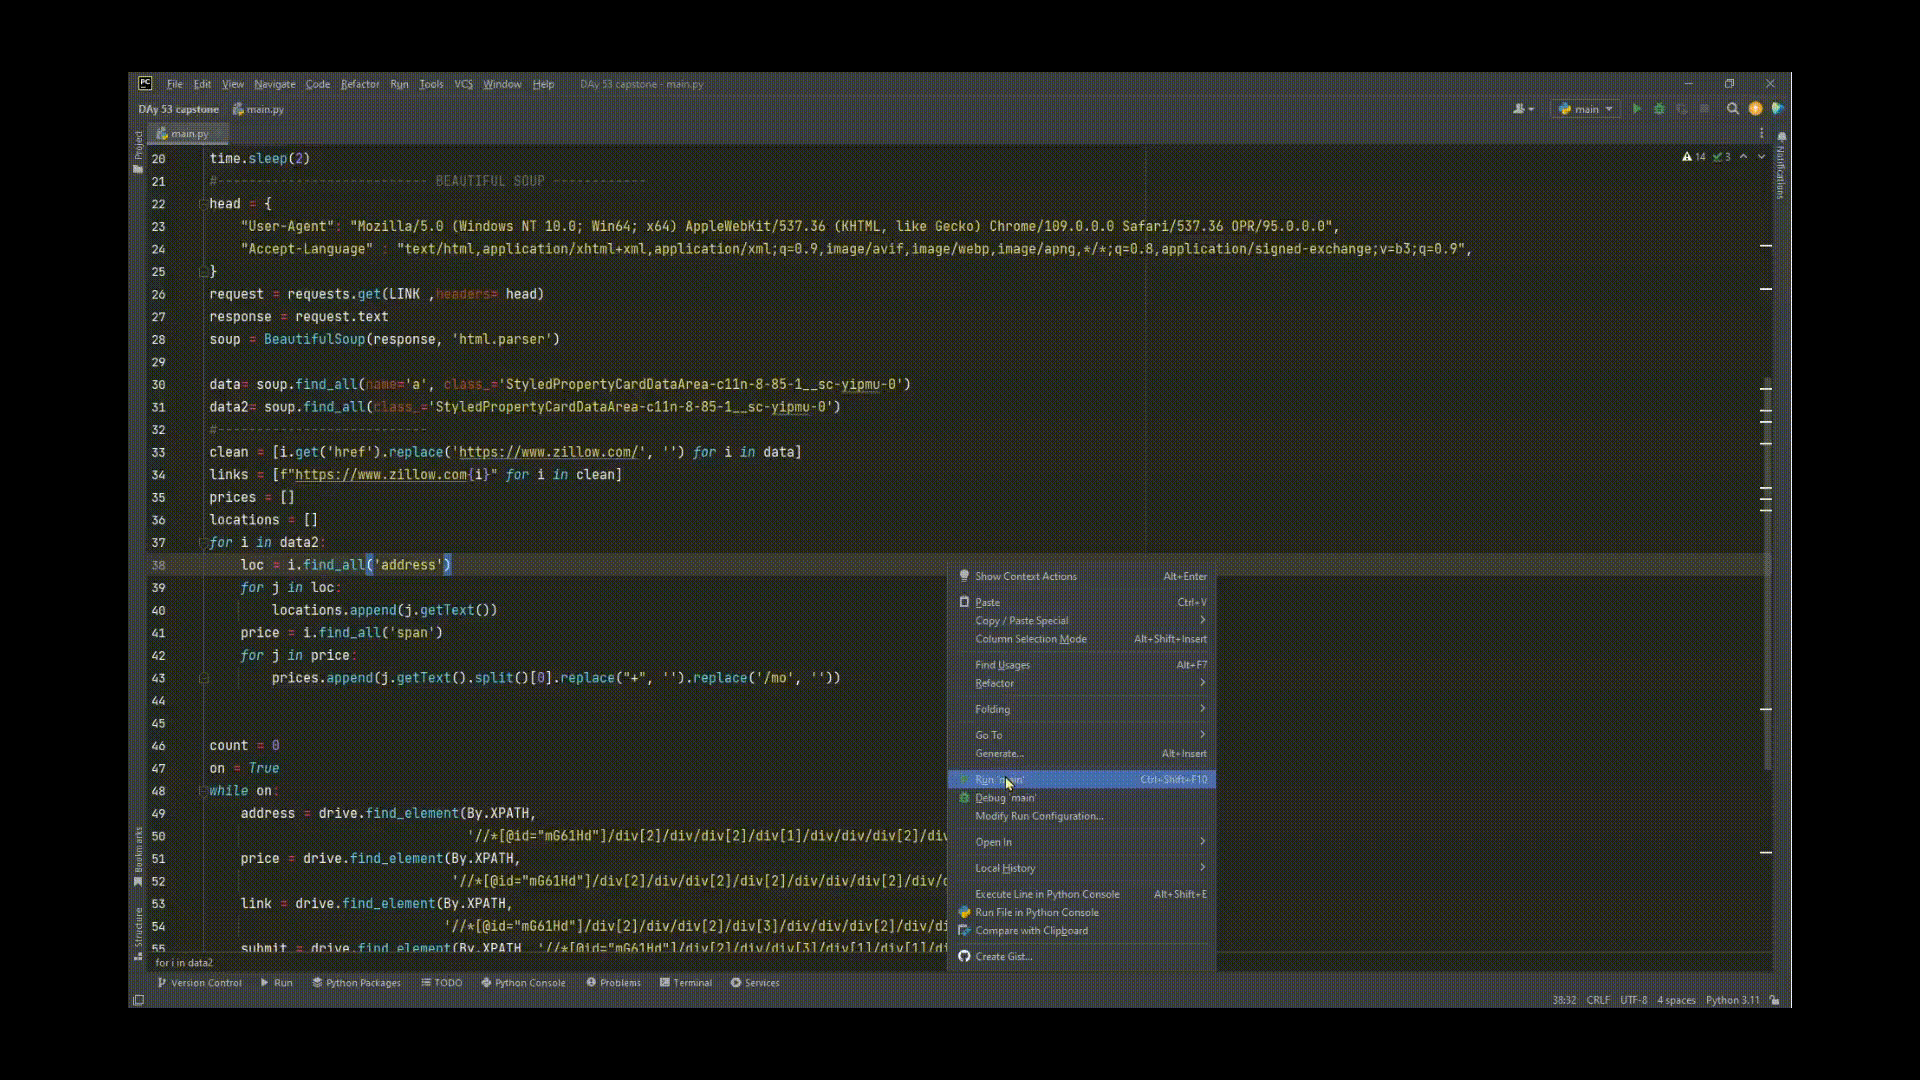 PC File Edit View Navigate Code Refactor Run Tools VCS Window Help DAy 53 capstone - main.py
DAy 53 capstone main.py main
main.py
Project
Notifications
14 3
20 time.sleep(2)
21 #--------------------------- BEAUTIFUL SOUP ------------
22 head = {
23 "User-Agent": "Mozilla/5.0 (Windows NT 10.0; Win64; x64) AppleWebKit/537.36 (KHTML, like Gecko) Chrome/109.0.0.0 Safari/537.36 OPR/95.0.0.0",
24 "Accept-Language" : "text/html,application/xhtml+xml,application/xml;q=0.9,image/avif,image/webp,image/apng,*/*;q=0.8,application/signed-exchange;v=b3;q=0.9",
25 }
26 request = requests.get(LINK ,headers= head)
27 response = request.text
28 soup = BeautifulSoup(response, 'html.parser')
29
30 data= soup.find_all(name='a', class_='StyledPropertyCardDataArea-c11n-8-85-1__sc-yipmu-0')
31 data2= soup.find_all(class_='StyledPropertyCardDataArea-c11n-8-85-1__sc-yipmu-0')
32 #---------------------------
33 clean = [i.get('href').replace('https://www.zillow.com/', '') for i in data]
34 links = [f"https://www.zillow.com{i}" for i in clean]
35 prices = []
36 locations = []
37 for i in data2:
38 loc = i.find_all('address')
39 for j in loc:
40 locations.append(j.getText())
41 price = i.find_all('span')
42 for j in price:
43 prices.append(j.getText().split()[0].replace("+", '').replace('/mo', ''))
44
45
46 count = 0
47 on = True
48 while on:
49 address = drive.find_element(By.XPATH,
50 '//*[@id="mG61Hd"]/div[2]/div/div[2]/div[1]/div/div/div[2]/div
51 price = drive.find_element(By.XPATH,
52 '//*[@id="mG61Hd"]/div[2]/div/div[2]/div[2]/div/div/div[2]/div/d
53 link = drive.find_element(By.XPATH,
54 '//*[@id="mG61Hd"]/div[2]/div/div[2]/div[3]/div/div/div[2]/div
55 submit = drive.find_element(By.XPATH, '//*[@id="mG61Hd"]/div[2]/div/div[3]/div[1]/div[1]/div
Show Context Actions Alt+Enter
Paste Ctrl+V
Copy / Paste Special
Column Selection Mode Alt+Shift+Insert
Find Usages Alt+F7
Refactor
Folding
Go To
Generate... Alt+Insert
Run 'main' Ctrl+Shift+F10
Debug 'main'
Modify Run Configuration...
Open In
Local History
Execute Line in Python Console Alt+Shift+E
Run File in Python Console
Compare with Clipboard
Create Gist...
Bookmarks
Structure
for i in data2
Version Control Run Python Packages TODO Python Console Problems Terminal Services
38:32 CRLF UTF-8 4 spaces Python 3.11